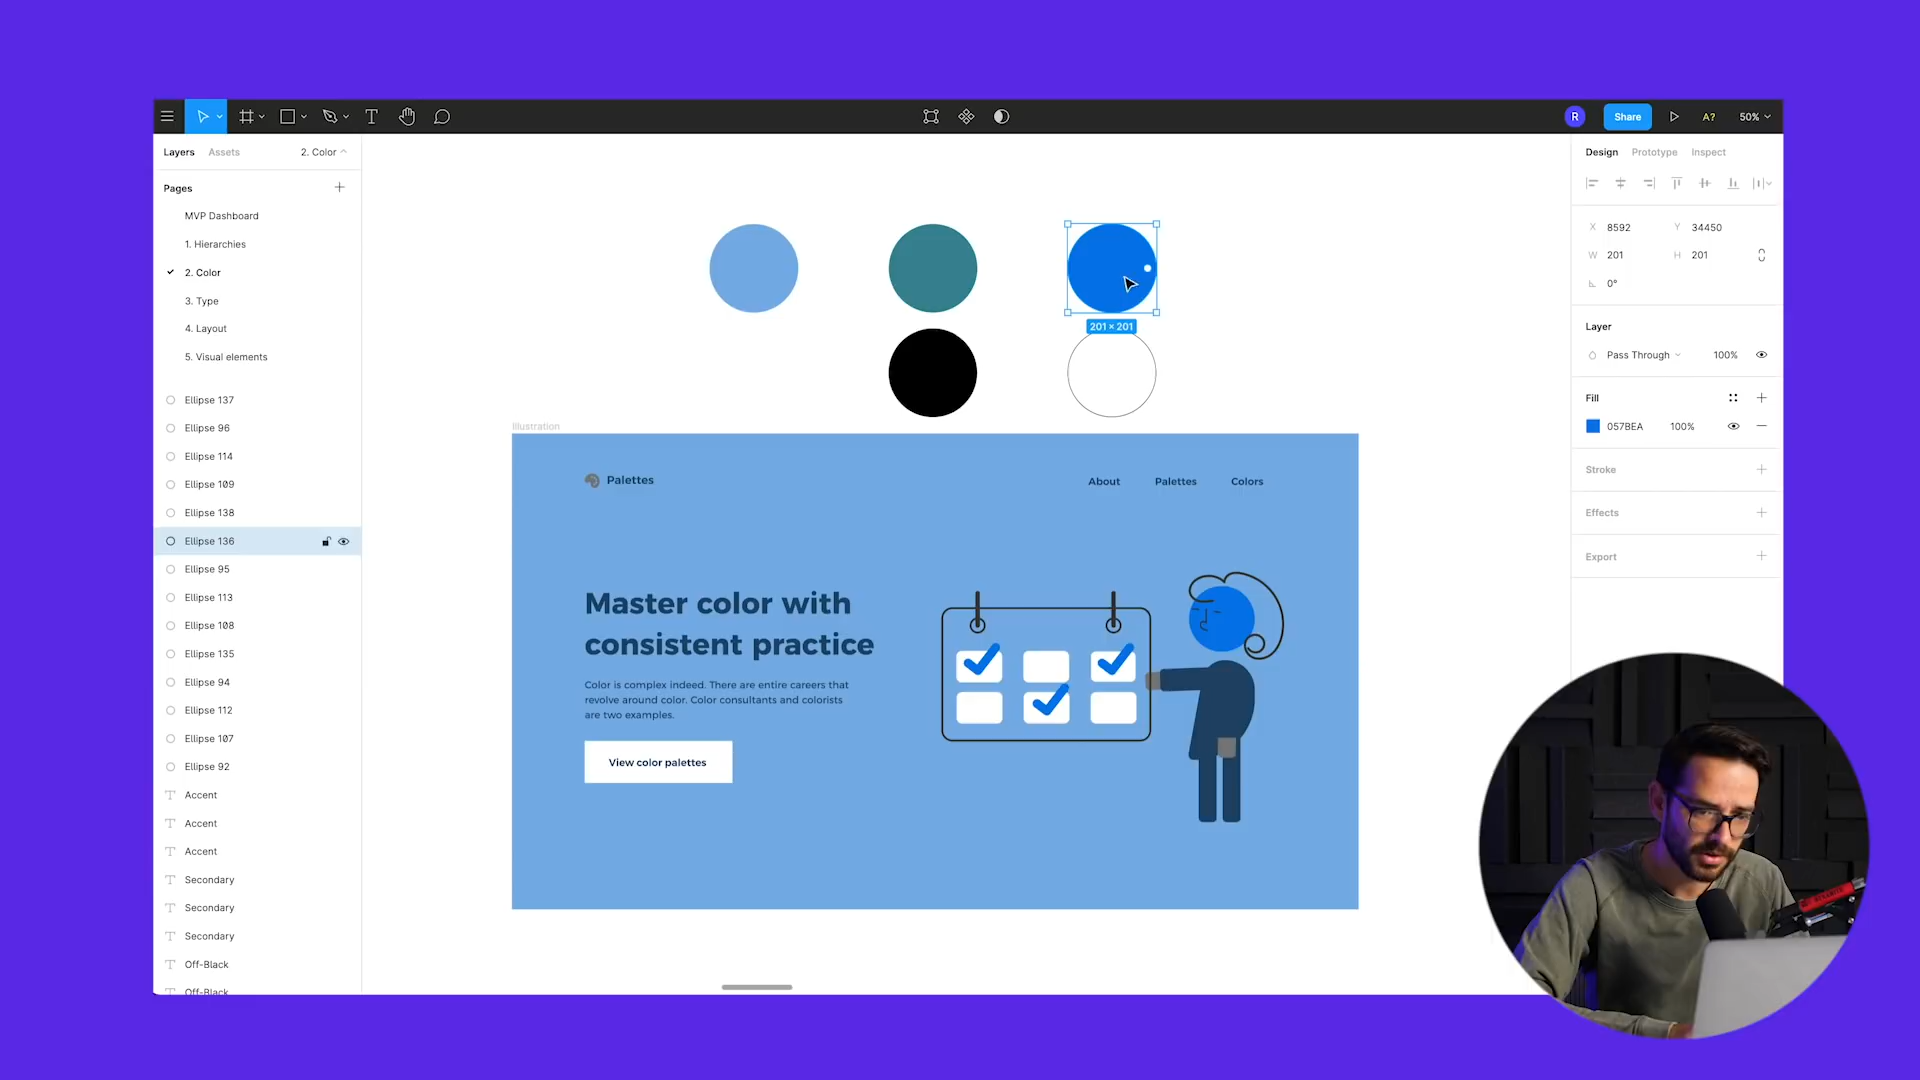 R
Share
A?
50%
Layers
Assets
2. Color
Pages
MVP Dashboard
1. Hierarchies
2. Color
3. Type
4. Layout
5. Visual elements
Ellipse 137
Ellipse 96
Ellipse 114
Ellipse 109
Ellipse 138
Ellipse 136
Ellipse 95
Ellipse 113
Ellipse 108
Ellipse 135
Ellipse 94
Ellipse 112
Ellipse 107
Ellipse 92
Accent
Accent
Accent
Secondary
Secondary
Secondary
Off-Black
Off-Black
201 × 201
Illustration
Palettes
About
Palettes
Colors
Master color with
consistent practice
Color is complex indeed. There are entire careers that
revolve around color. Color consultants and colorists
are two examples.
View color palettes
Design
Prototype
Inspect
X 8592
Y 34450
W 201
H 201
0°
Layer
Pass Through
100%
Fill
057BEA
100%
Stroke
Effects
Export